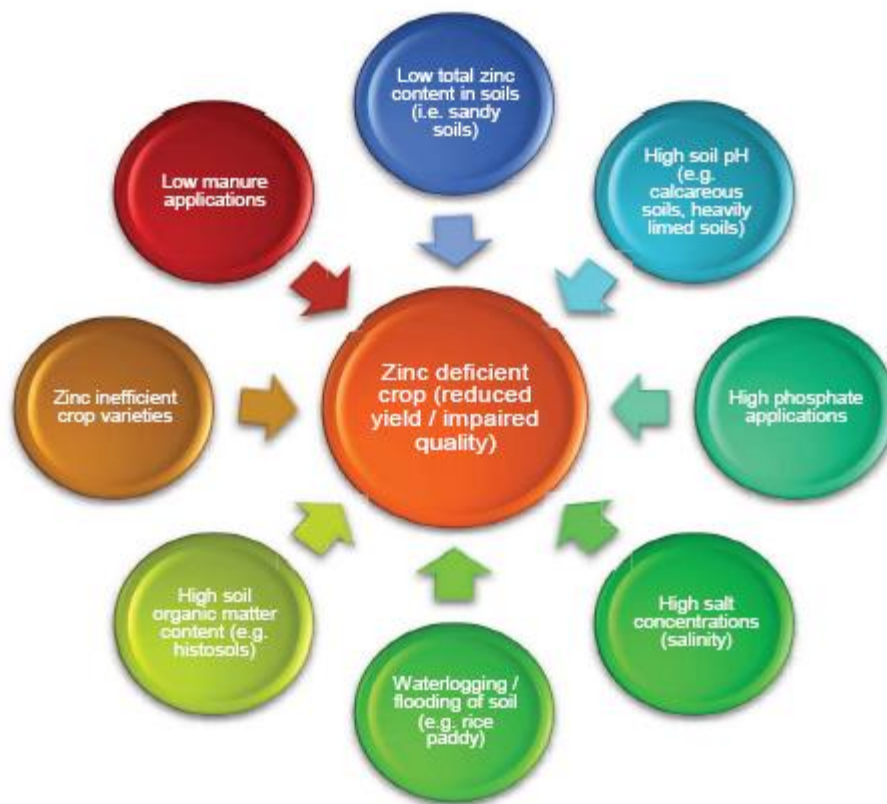 Low total zinc
content in soils
(i.e. sandy
soils)
High soil pH
(e.g.
calcareous
soils, heavily
limed soils)
High phosphate
applications
High salt
concentrations
(salinity)
Waterlogging /
flooding of soil
(e.g. rice
paddy)
High soil
organic matter
content (e.g.
histosols)
Zinc inefficient
crop varieties
Low manure
applications
Zinc deficient
crop (reduced
yield / impaired
quality)